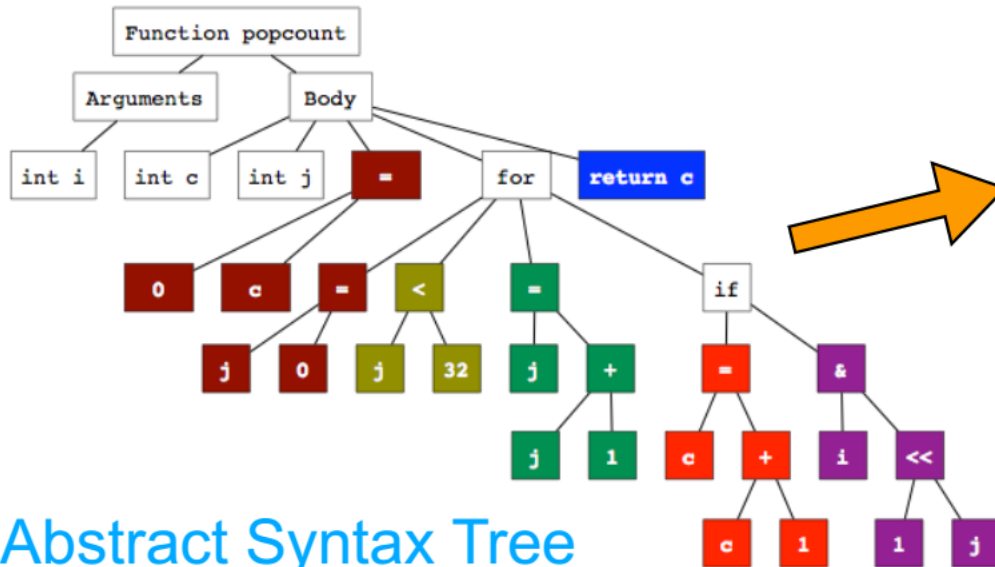 Function popcount
Arguments Body
int i int c int j = for return c
0 c = < = if
j 0 j 32 j + = &
j 1 c + i <<
Abstract Syntax Tree
c 1 1 j